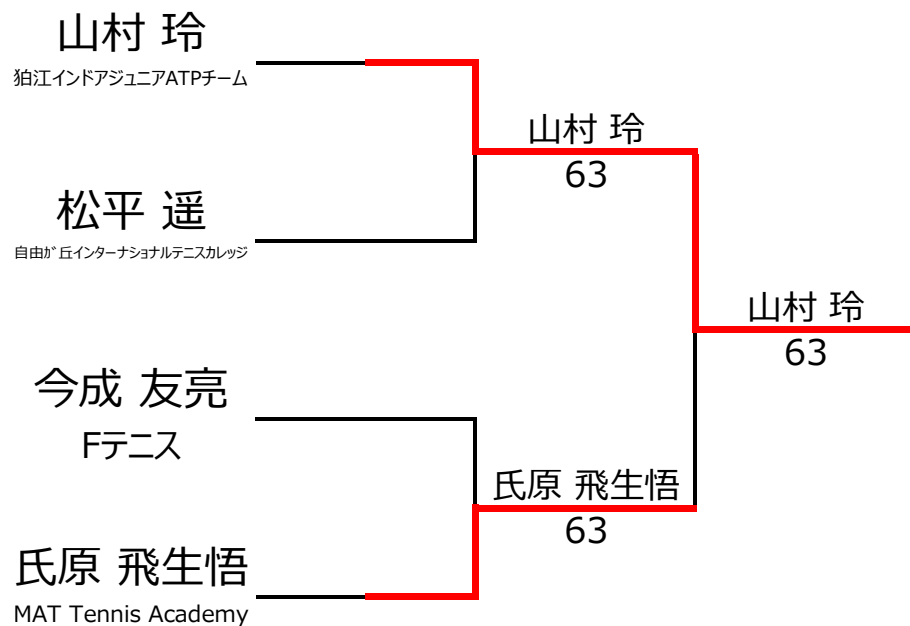 山村 玲
狛江インドアジュニアATPチーム
山村 玲
63
松平 遥
自由が丘インターナショナルテニスカレッジ
山村 玲
63
今成 友亮
Fテニス
氏原 飛生悟
63
氏原 飛生悟
MAT Tennis Academy